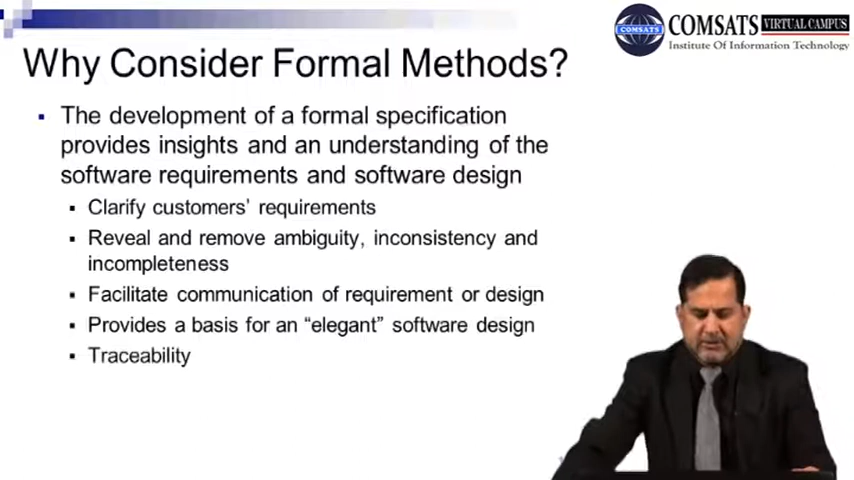 COMSATS
COMSATS VIRTUAL CAMPUS
Institute Of Information Technology
Why Consider Formal Methods?
▪ The development of a formal specification
provides insights and an understanding of the
software requirements and software design
▪ Clarify customers’ requirements
▪ Reveal and remove ambiguity, inconsistency and
incompleteness
▪ Facilitate communication of requirement or design
▪ Provides a basis for an “elegant” software design
▪ Traceability